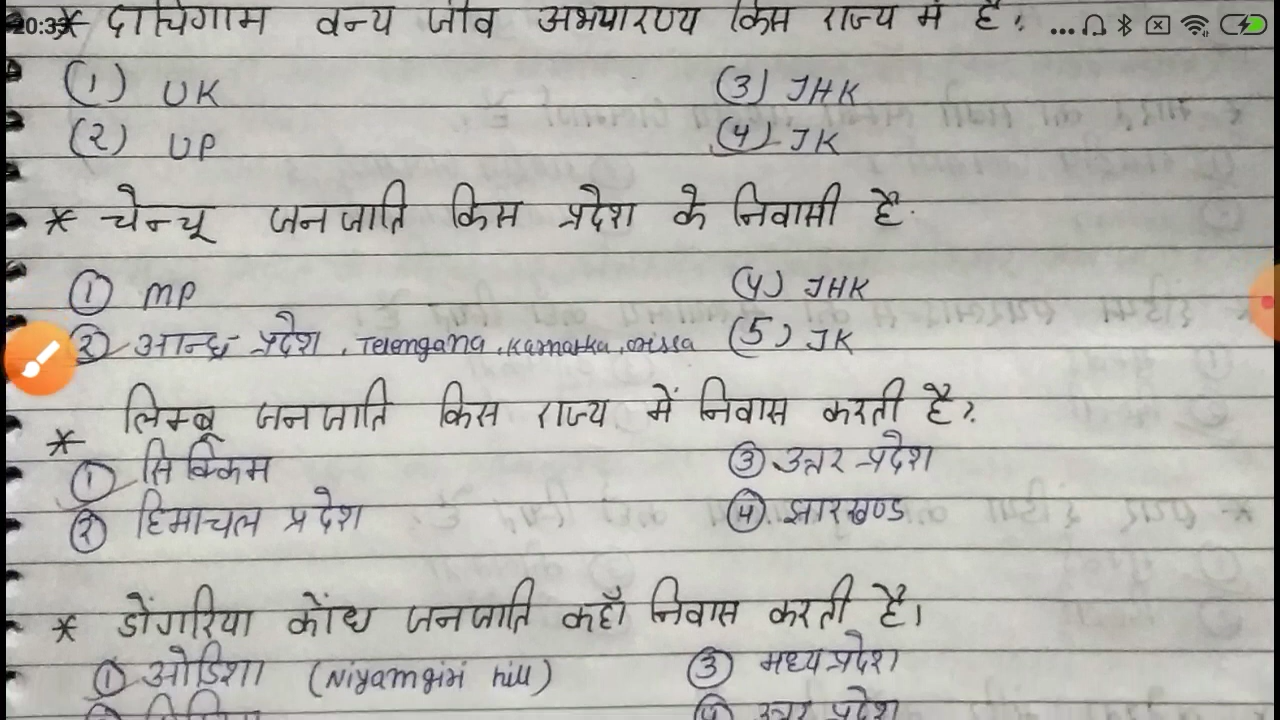 20:33
* दाचिगाम वन्य जीव अभयारण्य किस राज्य में है?
(1) UK (3) JHK
(2) UP (4) JK
* चेन्चू जनजाति किस प्रदेश के निवासी है
(1) MP (4) JHK
(2) आन्ध्र प्रदेश, Telengana, Karnatka, orissa (5) JK
* लिम्बू जनजाति किस राज्य में निवास करती है?
(1) सिक्किम (3) उत्तर प्रदेश
(2) हिमाचल प्रदेश (4) झारखण्ड
* डोंगरिया कोंध जनजाति कहाँ निवास करती है।
(1) ओडिशा (Niyamgiri hill) (3) मध्य प्रदेश
(4) उत्तर प्रदेश